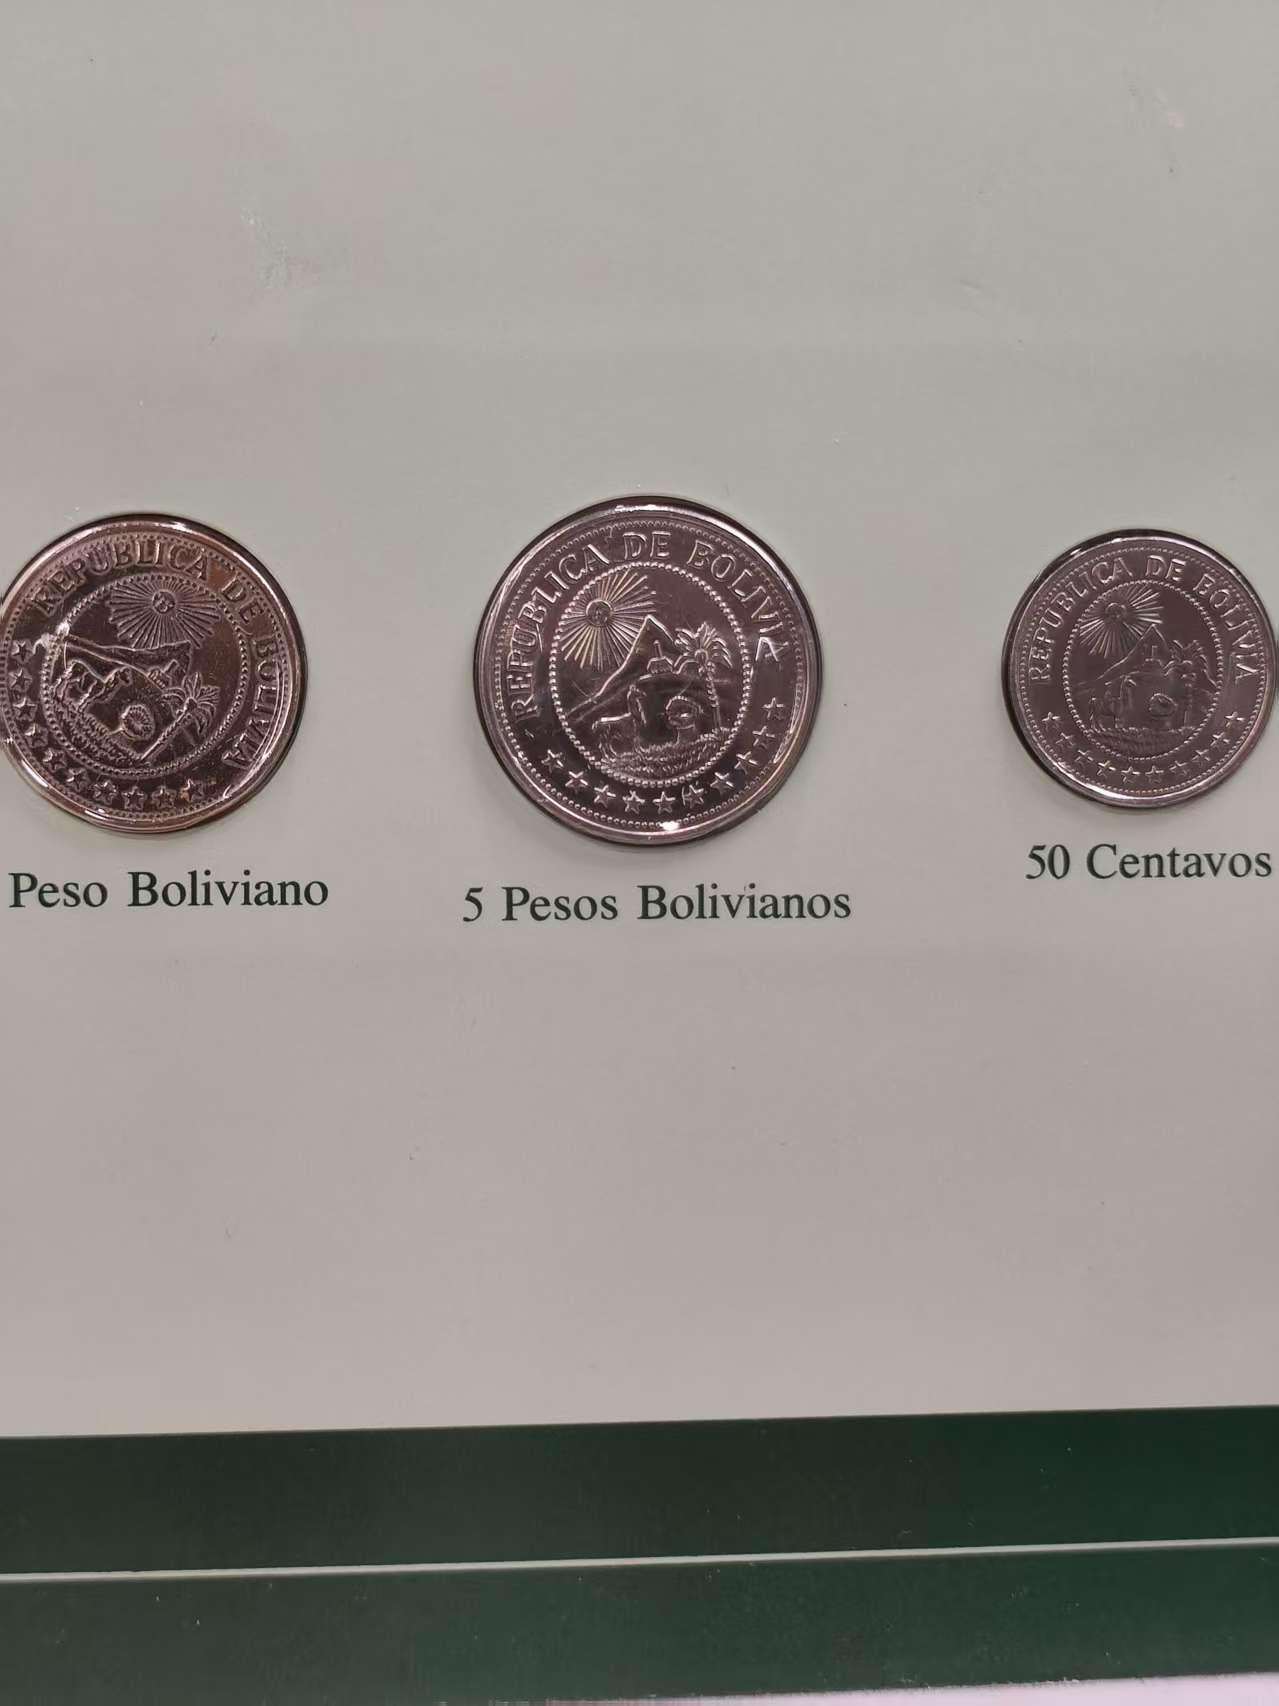 REPUBLICA DE BOLIVIA
REPUBLICA DE BOLIVIA
REPUBLICA DE BOLIVIA
Peso Boliviano
5 Pesos Bolivianos
50 Centavos